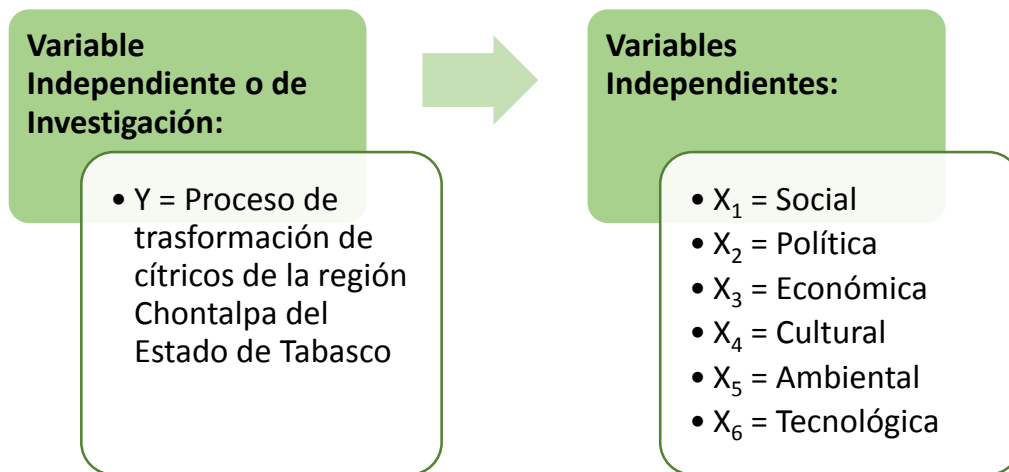 Variable
Independiente o de
Investigación:
• Y = Proceso de
trasformación de
cítricos de la región
Chontalpa del
Estado de Tabasco
Variables
Independientes:
• X₁ = Social
• X₂ = Política
• X₃ = Económica
• X₄ = Cultural
• X₅ = Ambiental
• X₆ = Tecnológica